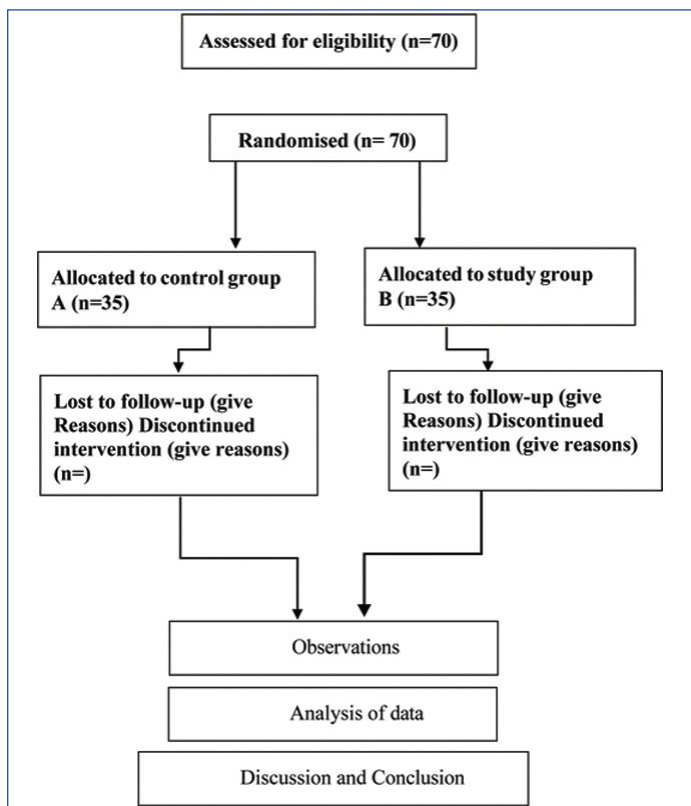 Assessed for eligibility (n=70)
Randomised (n= 70)
Allocated to control group
A (n=35)
Allocated to study group
B (n=35)
Lost to follow-up (give
Reasons) Discontinued
intervention (give reasons)
(n=)
Lost to follow-up (give
Reasons) Discontinued
intervention (give reasons)
(n=)
Observations
Analysis of data
Discussion and Conclusion